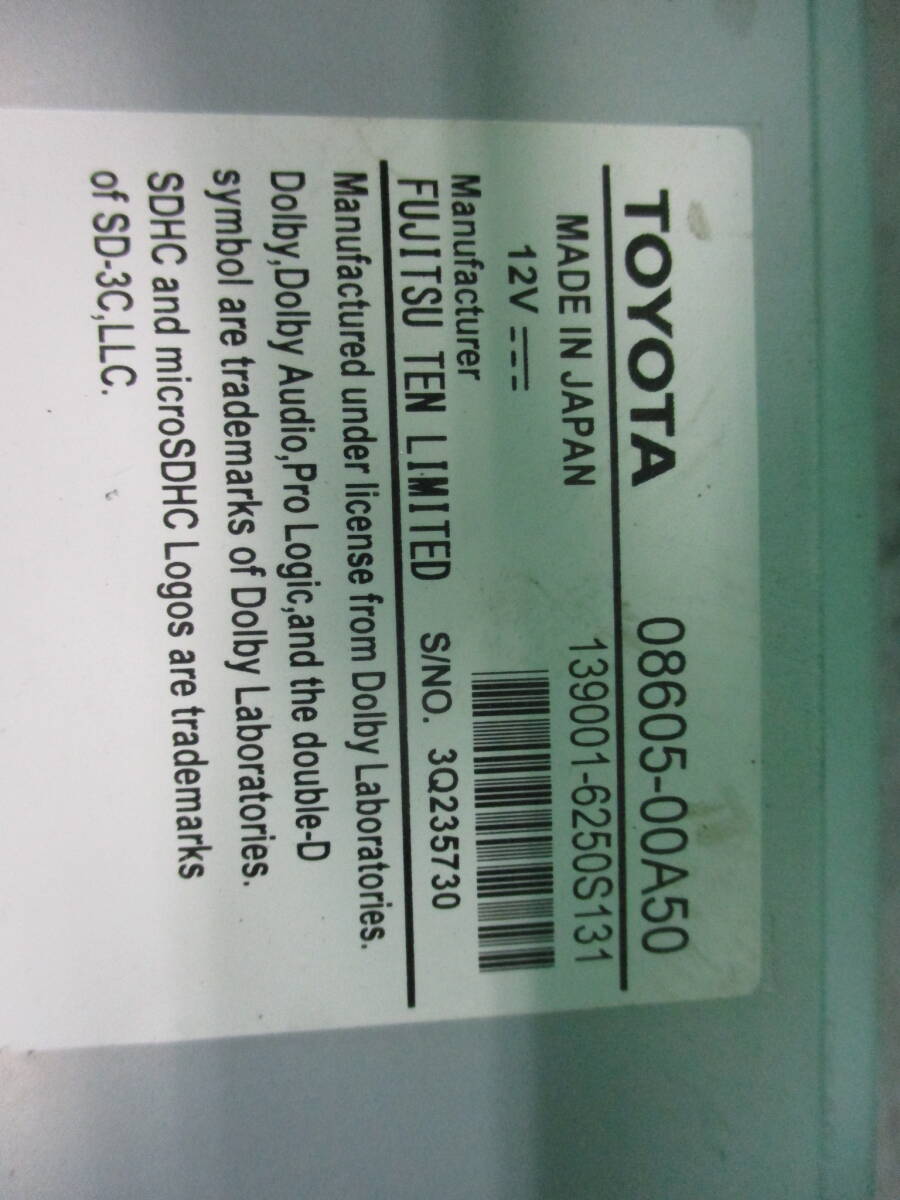 TOYOTA 08605-00A50
MADE IN JAPAN 139001-6250S131
12V
Manufacturer
FUJITSU TEN LIMITED S/NO. 3Q235730
Manufactured under license from Dolby Laboratories.
Dolby,Dolby Audio,Pro Logic,and the double-D
symbol are trademarks of Dolby Laboratories.
SDHC and microSDHC Logos are trademarks
of SD-3C,LLC.